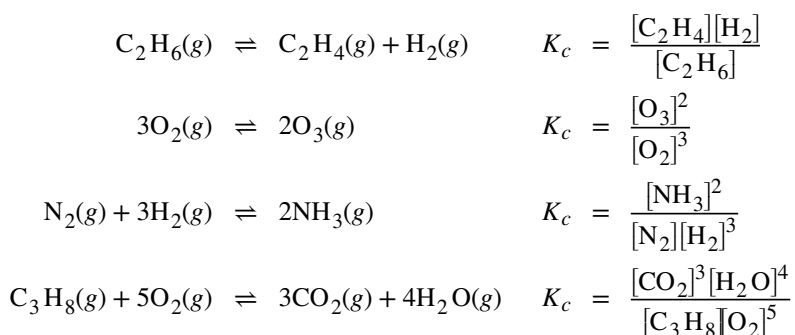 C₂H₆(g) ⇌ C₂H₄(g) + H₂(g) K_c = [C₂H₄][H₂] / [C₂H₆]
3O₂(g) ⇌ 2O₃(g) K_c = [O₃]² / [O₂]³
N₂(g) + 3H₂(g) ⇌ 2NH₃(g) K_c = [NH₃]² / [N₂][H₂]³
C₃H₈(g) + 5O₂(g) ⇌ 3CO₂(g) + 4H₂O(g) K_c = [CO₂]³[H₂O]⁴ / [C₃H₈][O₂]⁵